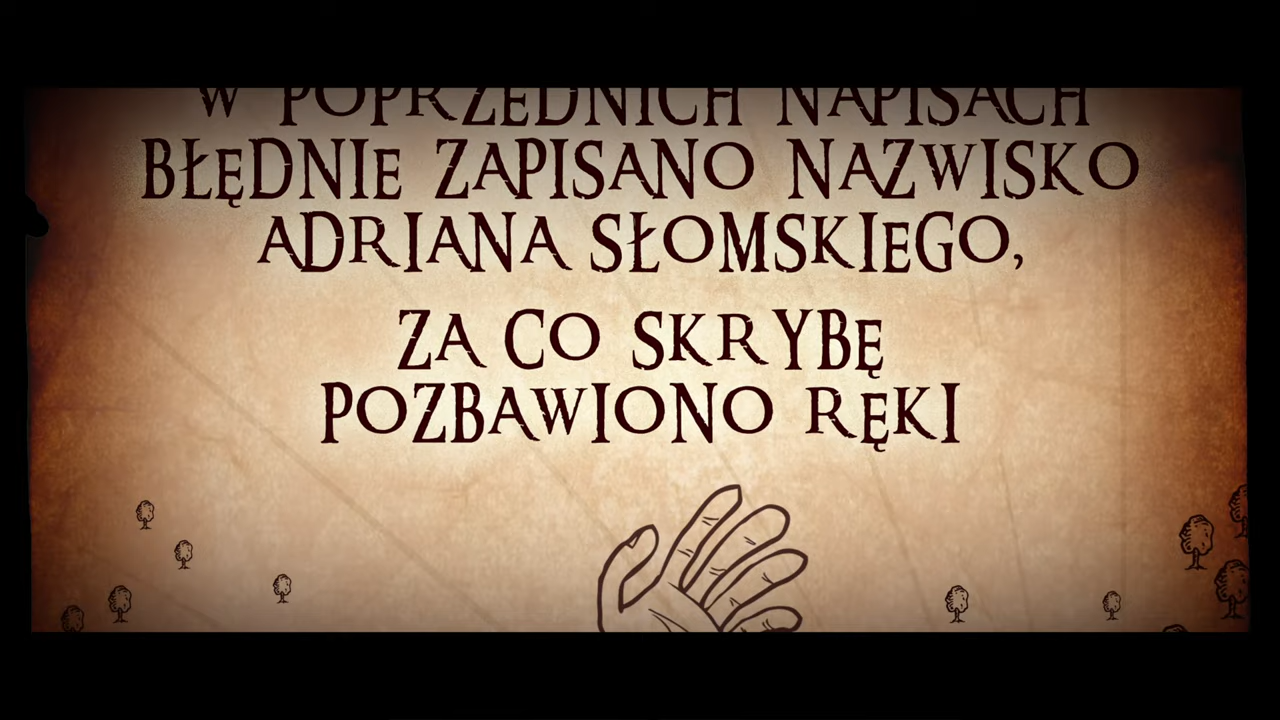 W POPRZEDNICH NAPISACH
BŁĘDNIE ZAPISANO NAZWISKO
ADRIANA SŁOMSKIEGO,
ZA CO SKRYBĘ
POZBAWIONO RĘKI